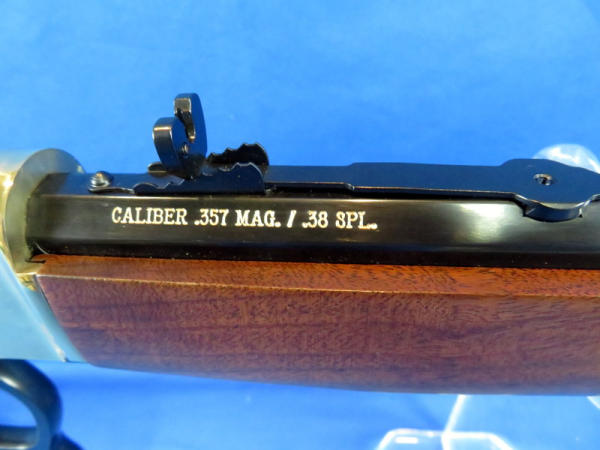 CALIBER .357 MAG. / .38 SPL.